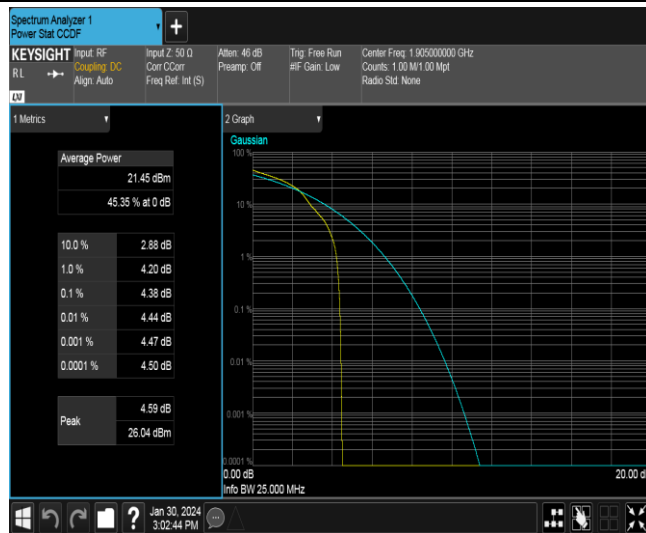 Spectrum Analyzer 1
Power Stat CCDF
+
KEYSIGHT
RL
Input: RF
Coupling: DC
Align: Auto
Input Z: 50 Ω
Corr CCorr
Freq Ref: Int (S)
Atten: 46 dB
Preamp: Off
Trig: Free Run
#IF Gain: Low
Center Freq: 1.905000000 GHz
Counts: 1.00 M/1.00 Mpt
Radio Std: None
1 Metrics
Average Power
21.45 dBm
45.35 % at 0 dB
10.0 % 2.88 dB
1.0 % 4.20 dB
0.1 % 4.38 dB
0.01 % 4.44 dB
0.001 % 4.47 dB
0.0001 % 4.50 dB
Peak
4.59 dB
26.04 dBm
2 Graph
Gaussian
100 %
10 %
1 %
0.1 %
0.01 %
0.001 %
0.0001 %
0.00 dB
20.00 d
Info BW 25.000 MHz
?
Jan 30, 2024
3:02:44 PM